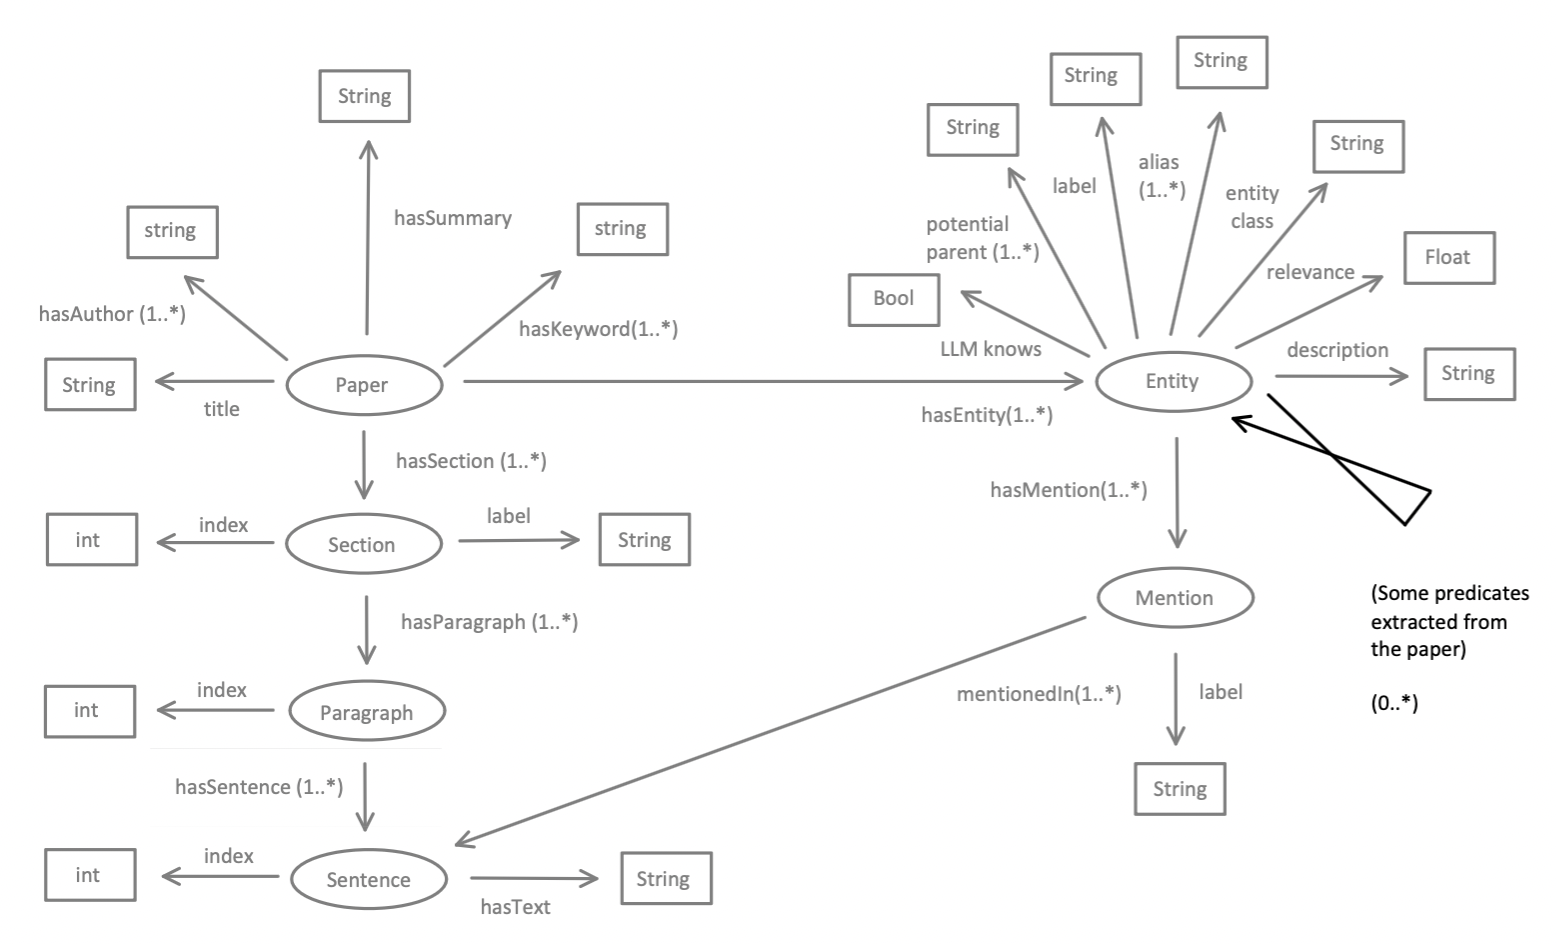 String
String
String
String
String
string
string
hasSummary
potential
parent (1..*)
label
alias
(1..*)
entity
class
relevance
Float
Bool
hasAuthor (1..*)
hasKeyword(1..*)
LLM knows
description
String
Paper
title
String
Entity
hasEntity(1..*)
String
hasSection (1..*)
hasMention(1..*)
int
index
Section
label
String
hasParagraph (1..*)
Mention
(Some predicates
extracted from
the paper)
(0..*)
int
index
Paragraph
mentionedIn(1..*)
label
hasSentence (1..*)
String
int
index
Sentence
hasText
String